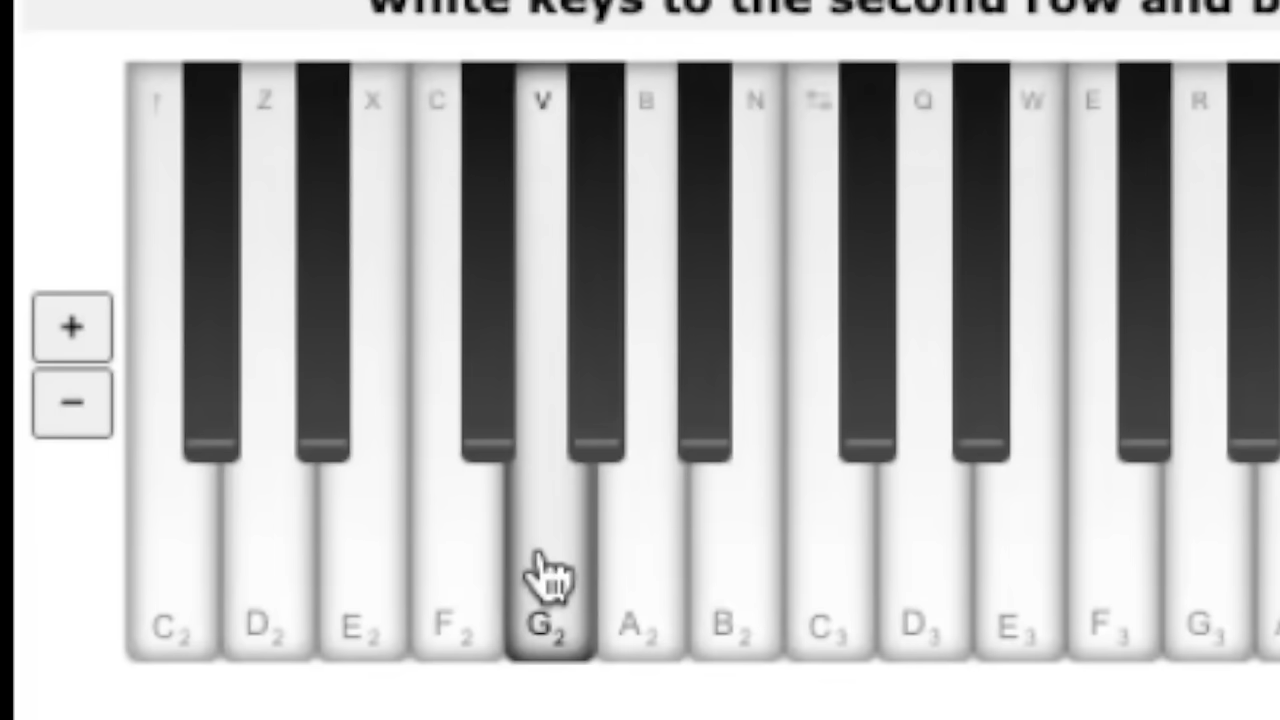 White keys to the second row and b
↑ Z X C V B N ⇆ Q W E R
+
−
C2 D2 E2 F2 G2 A2 B2 C3 D3 E3 F3 G3